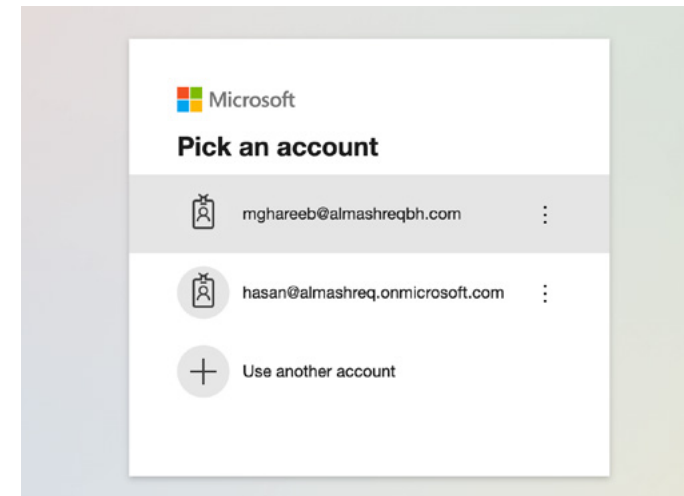 Microsoft
Pick an account
mghareeb@almashreqbh.com
hasan@almashreq.onmicrosoft.com
Use another account